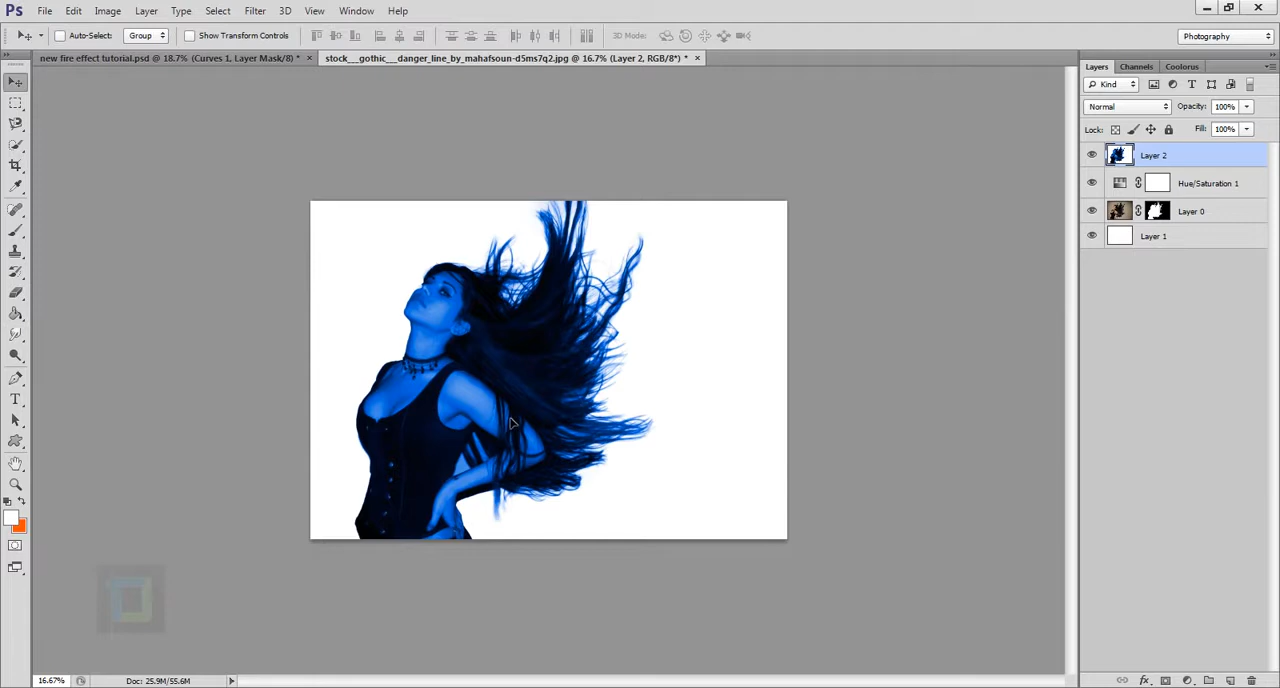 Ps File Edit Image Layer Type Select Filter 3D View Window Help
Auto-Select: Group Show Transform Controls 3D Mode: Photography
new fire effect tutorial.psd @ 18.7% (Curves 1, Layer Mask/8) * × stock___gothic___danger_line_by_mahafsoun-d5ms7q2.jpg @ 16.7% (Layer 2, RGB/8*) * ×
Layers Channels Coolorus
Kind
Normal Opacity: 100%
Lock: Fill: 100%
Layer 2
Hue/Saturation 1
Layer 0
Layer 1
16.67% Doc: 25.9M/55.6M